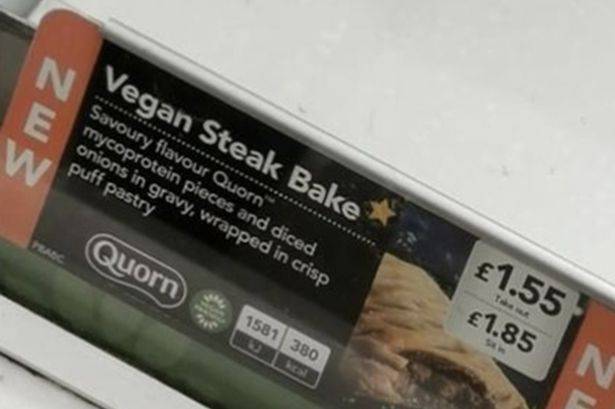 NEW
Vegan Steak Bake
Savoury flavour Quorn™
mycoprotein pieces and diced
onions in gravy, wrapped in crisp
puff pastry
Quorn
1581 kJ
380 kcal
£1.55
Take out
£1.85
Sit in
NE